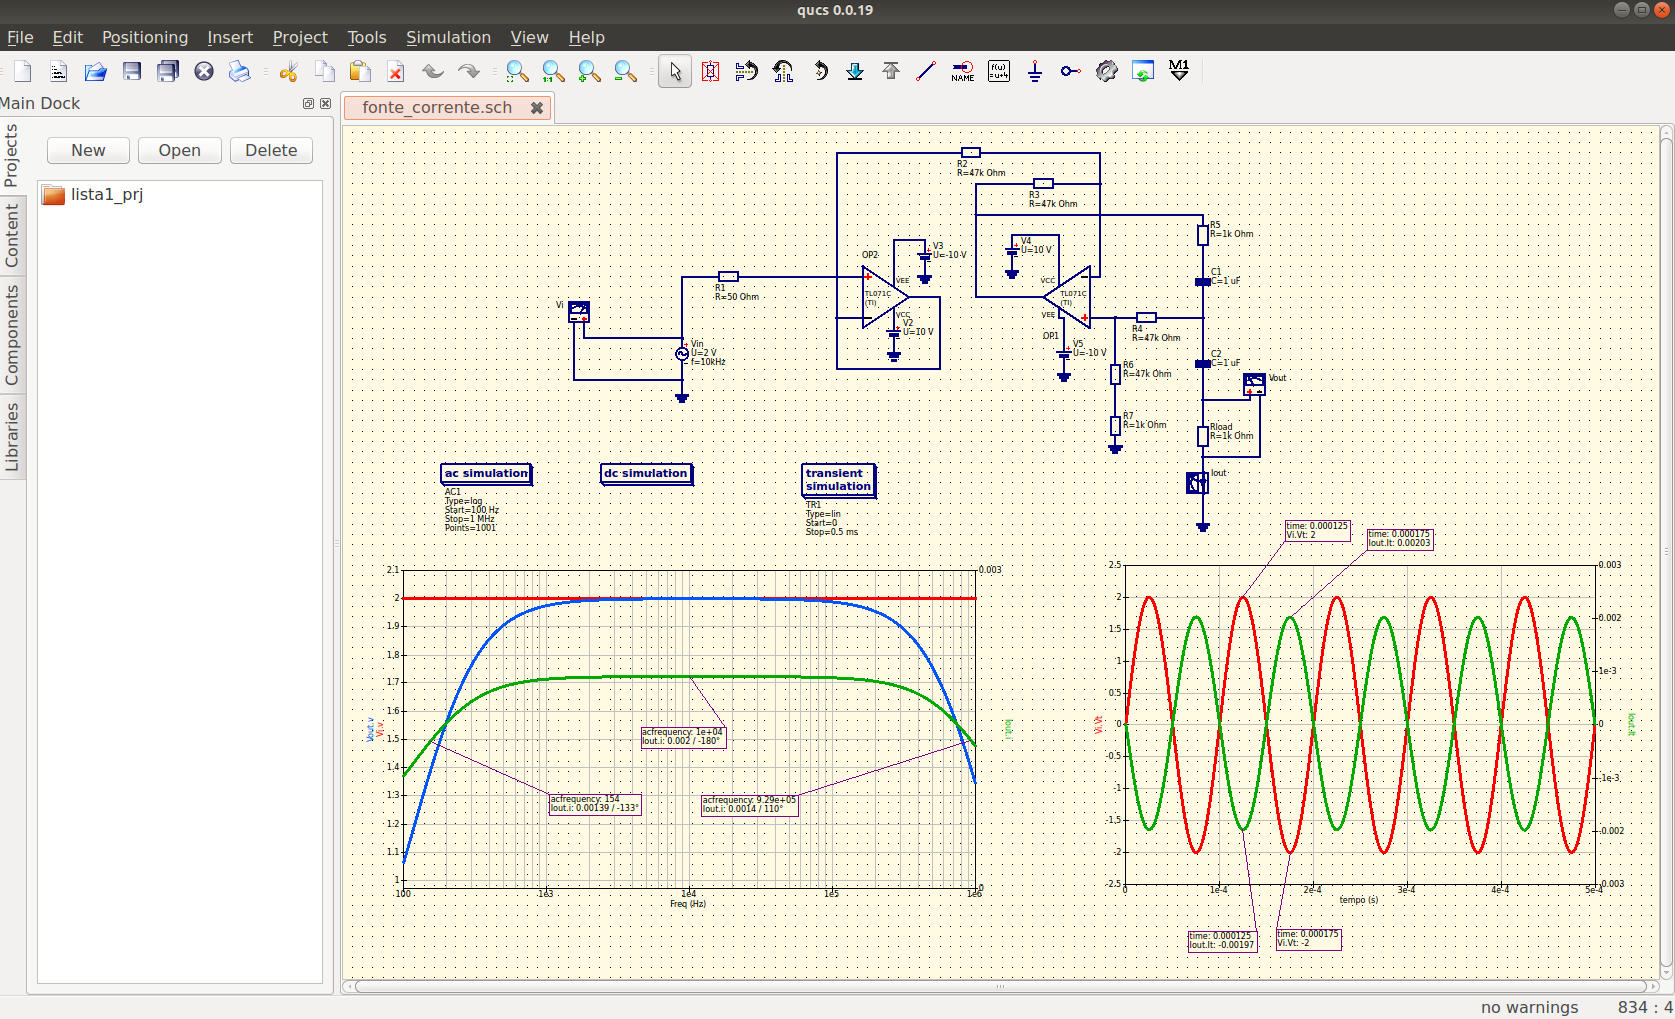 qucs 0.0.19
File Edit Positioning Insert Project Tools Simulation View Help
1:1
NAME
f(u)
=u+4
M1
Main Dock
fonte_corrente.sch
New Open Delete
Projects
Content
Components
Libraries
lista1_prj
R2
R=47k Ohm
R3
R=47k Ohm
R5
R=1k Ohm
C1
C=1 uF
V4
U=10 V
VCC
TL071C
(TI)
VEE
OP1
V5
U=-10 V
R4
R=47k Ohm
R6
R=47k Ohm
R7
R=1k Ohm
C2
C=1 uF
Vout
Rload
R=1k Ohm
Iout
OP2
V3
U=-10 V
VEE
TL071C
(TI)
VCC
V2
U=10 V
R1
R=50 Ohm
Vi
Vin
U=2 V
f=10kHz
ac simulation
AC1
Type=log
Start=100 Hz
Stop=1 MHz
Points=1001
dc simulation
transient
simulation
TR1
Type=lin
Start=0
Stop=0.5 ms
2.1
2
1.9
1.8
1.7
1.6
1.5
1.4
1.3
1.2
1.1
1
0.003
0
100 1e3 1e4 1e5 1e6
Freq (Hz)
Vout.v
Vi.v
Iout.i
acfrequency: 1e+04
Iout.i: 0.002 / -180°
acfrequency: 154
Iout.i: 0.00139 / -133°
acfrequency: 9.29e+05
Iout.i: 0.0014 / 110°
time: 0.000125
Vi.Vt: 2
time: 0.000175
Iout.It: 0.00203
2.5
2
1.5
1
0.5
0
-0.5
-1
-1.5
-2
-2.5
0.003
0.002
1e-3
0
-1e-3
-0.002
-0.003
0 1e-4 2e-4 3e-4 4e-4 5e-4
tempo (s)
Vi.Vt
Iout.It
time: 0.000125
Iout.It: -0.00197
time: 0.000175
Vi.Vt: -2
no warnings 834 : 4